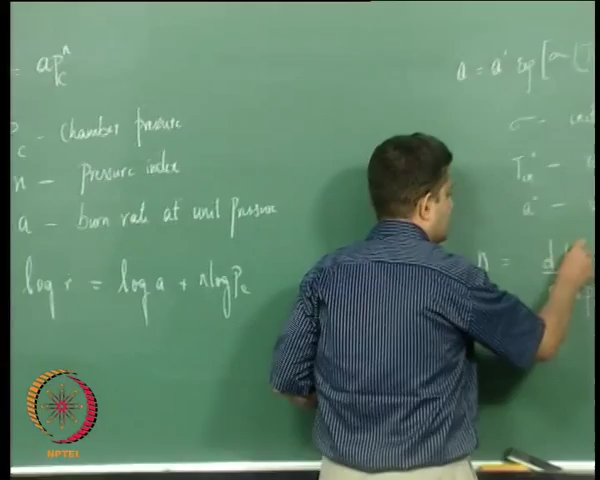 = aP_c^n
P_c - Chamber pressure
n - Pressure index
a - burn rate at unit Pressure
log r = log a + n log P_c
a = a' Exp[σ (
σ -
T_in° -
a° -
n = d
NPTEL